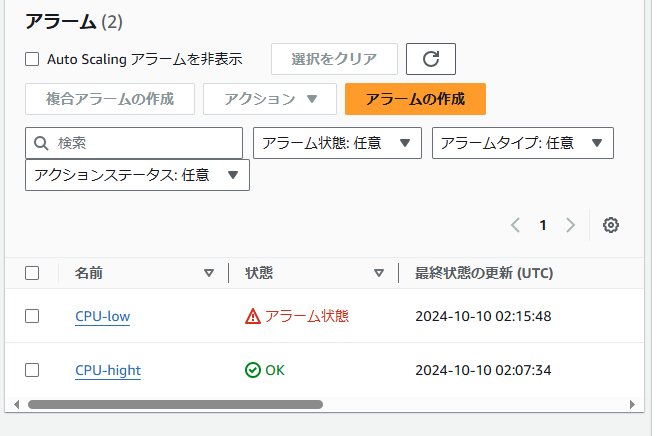 アラーム (2)
Auto Scaling アラームを非表示
選択をクリア
複合アラームの作成
アクション
アラームの作成
検索
アラーム状態: 任意
アラームタイプ: 任意
アクションステータス: 任意
1
名前 状態 最終状態の更新 (UTC)
CPU-low アラーム状態 2024-10-10 02:15:48
CPU-hight OK 2024-10-10 02:07:34